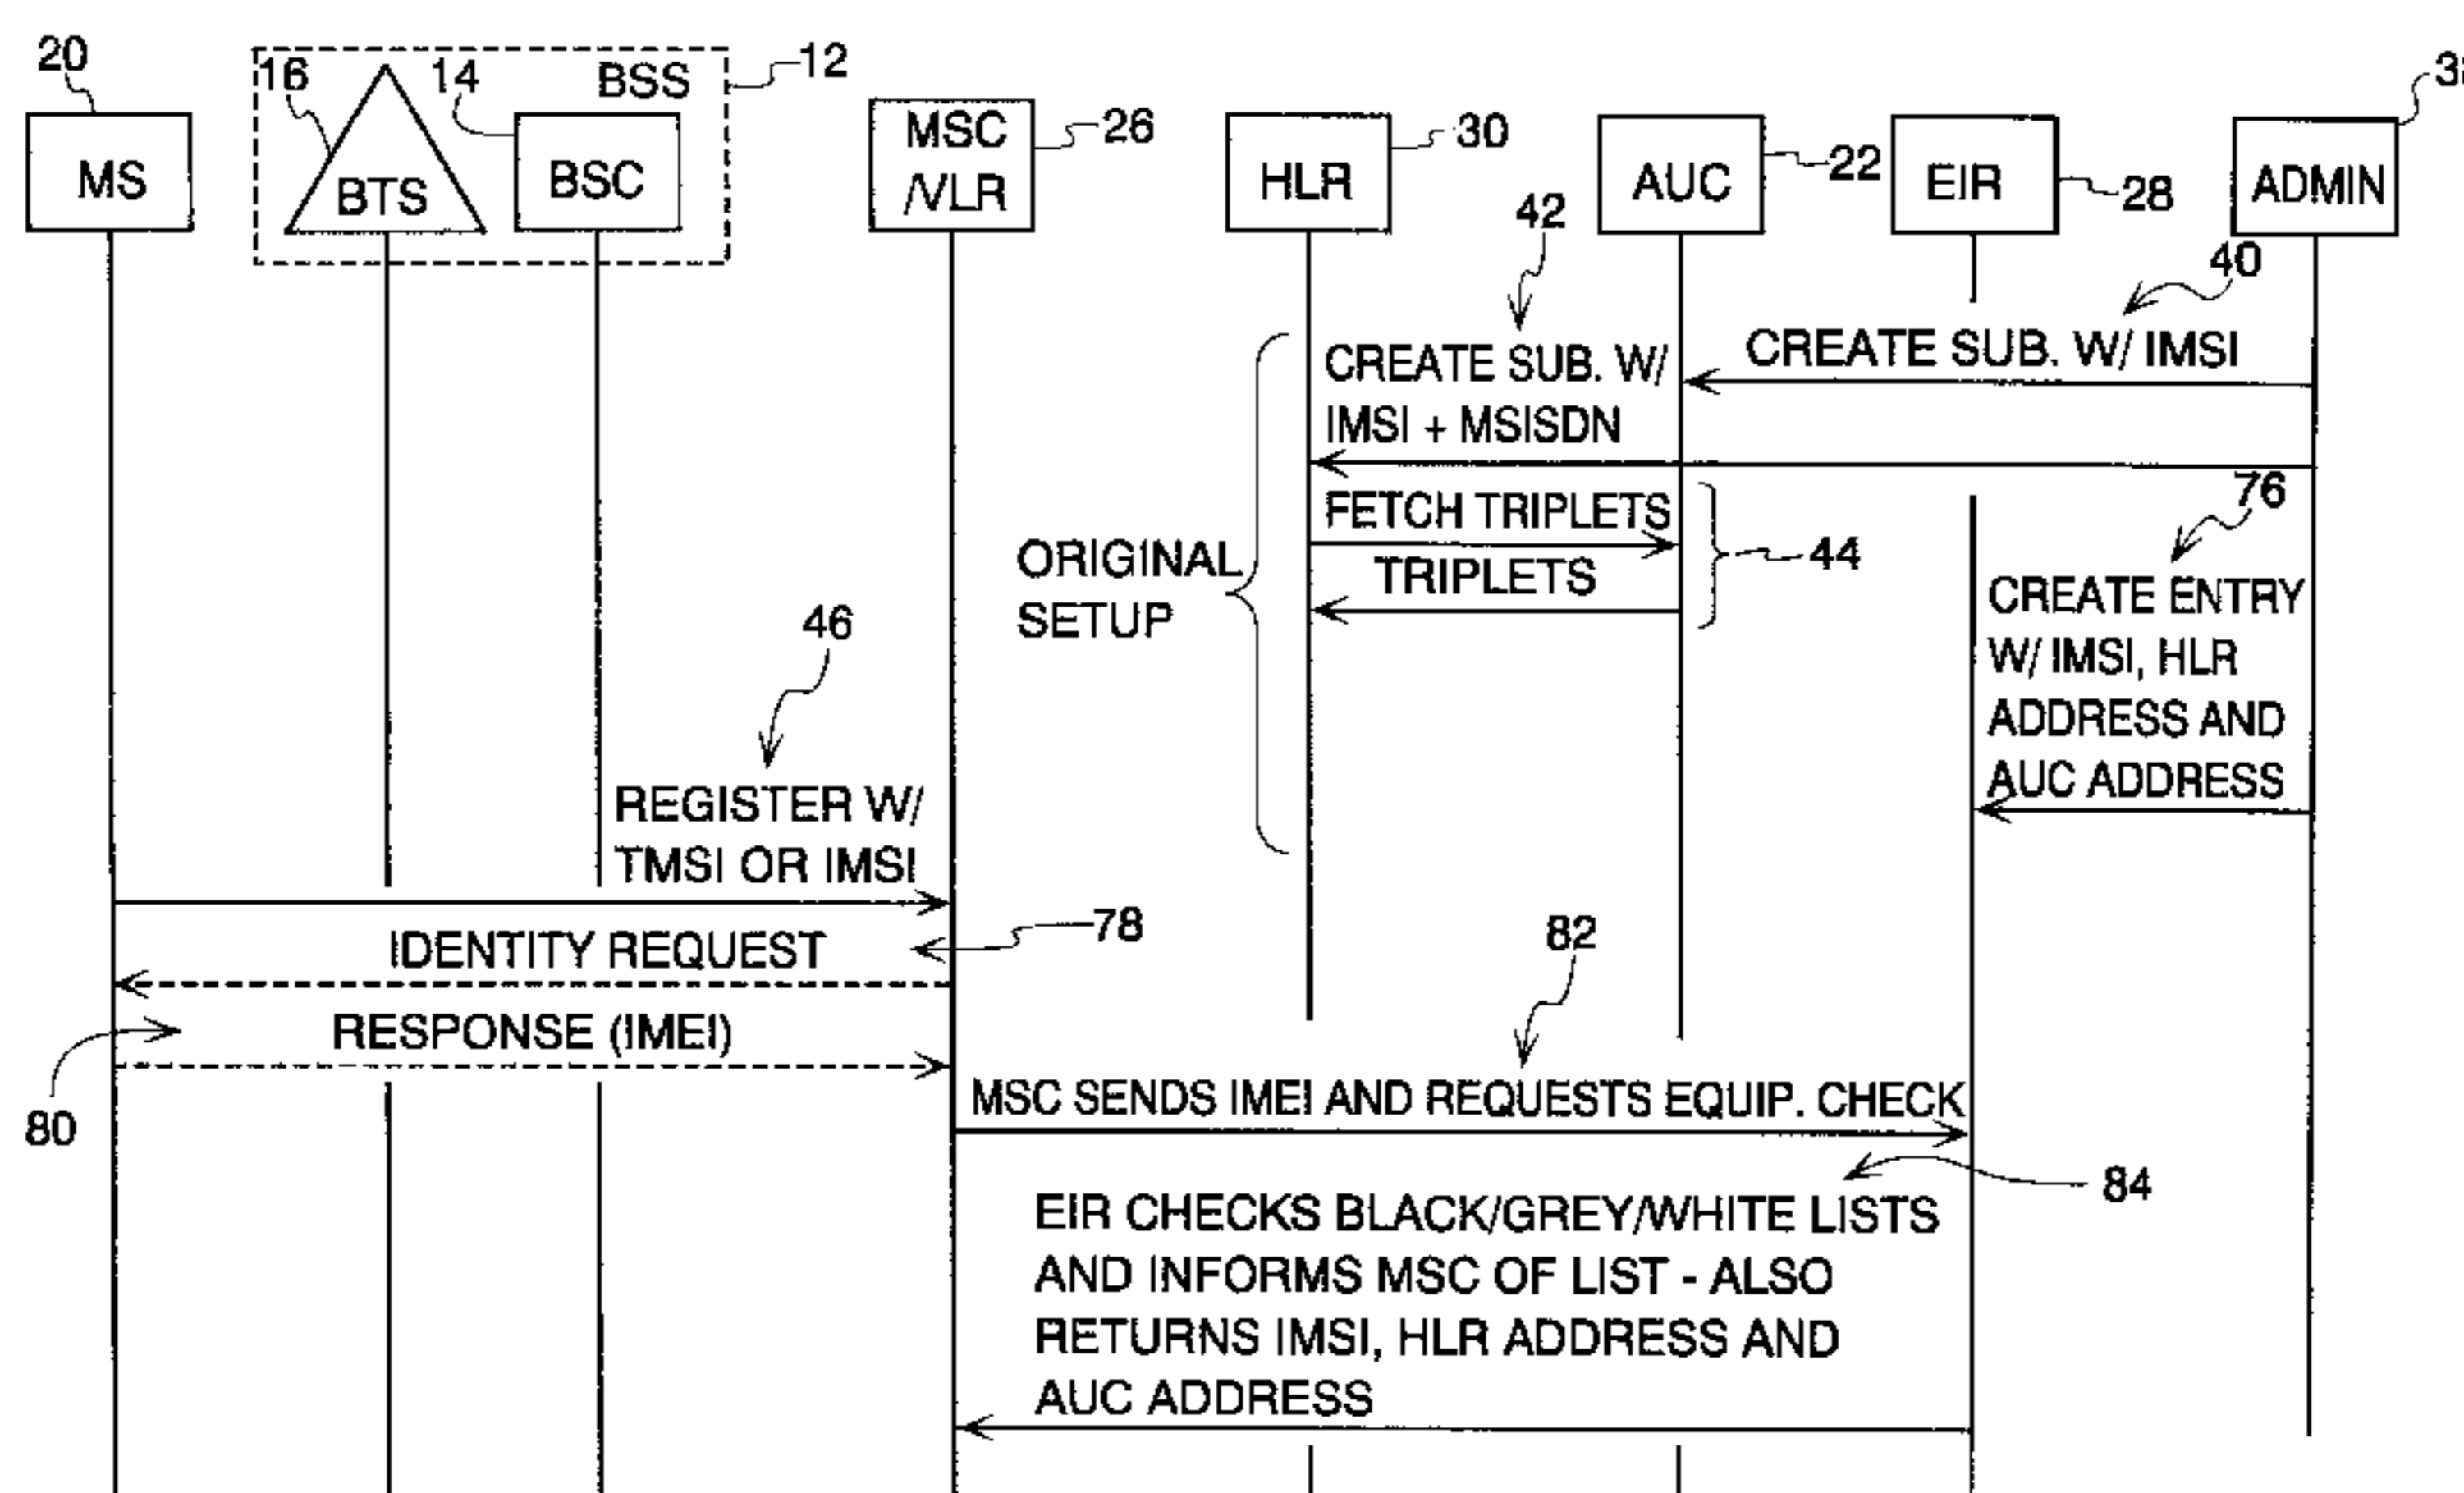 20
16
14
BSS
12
MS
BTS
BSC
MSC
/VLR
26
HLR
30
AUC
22
EIR
28
ADMIN
42
40
CREATE SUB. W/ IMSI
CREATE SUB. W/
IMSI + MSISDN
76
FETCH TRIPLETS
TRIPLETS
44
ORIGINAL
SETUP
CREATE ENTRY
W/ IMSI, HLR
ADDRESS AND
AUC ADDRESS
46
REGISTER W/
TMSI OR IMSI
IDENTITY REQUEST
78
82
RESPONSE (IMEI)
80
MSC SENDS IMEI AND REQUESTS EQUIP. CHECK
84
EIR CHECKS BLACK/GREY/WHITE LISTS
AND INFORMS MSC OF LIST - ALSO
RETURNS IMSI, HLR ADDRESS AND
AUC ADDRESS